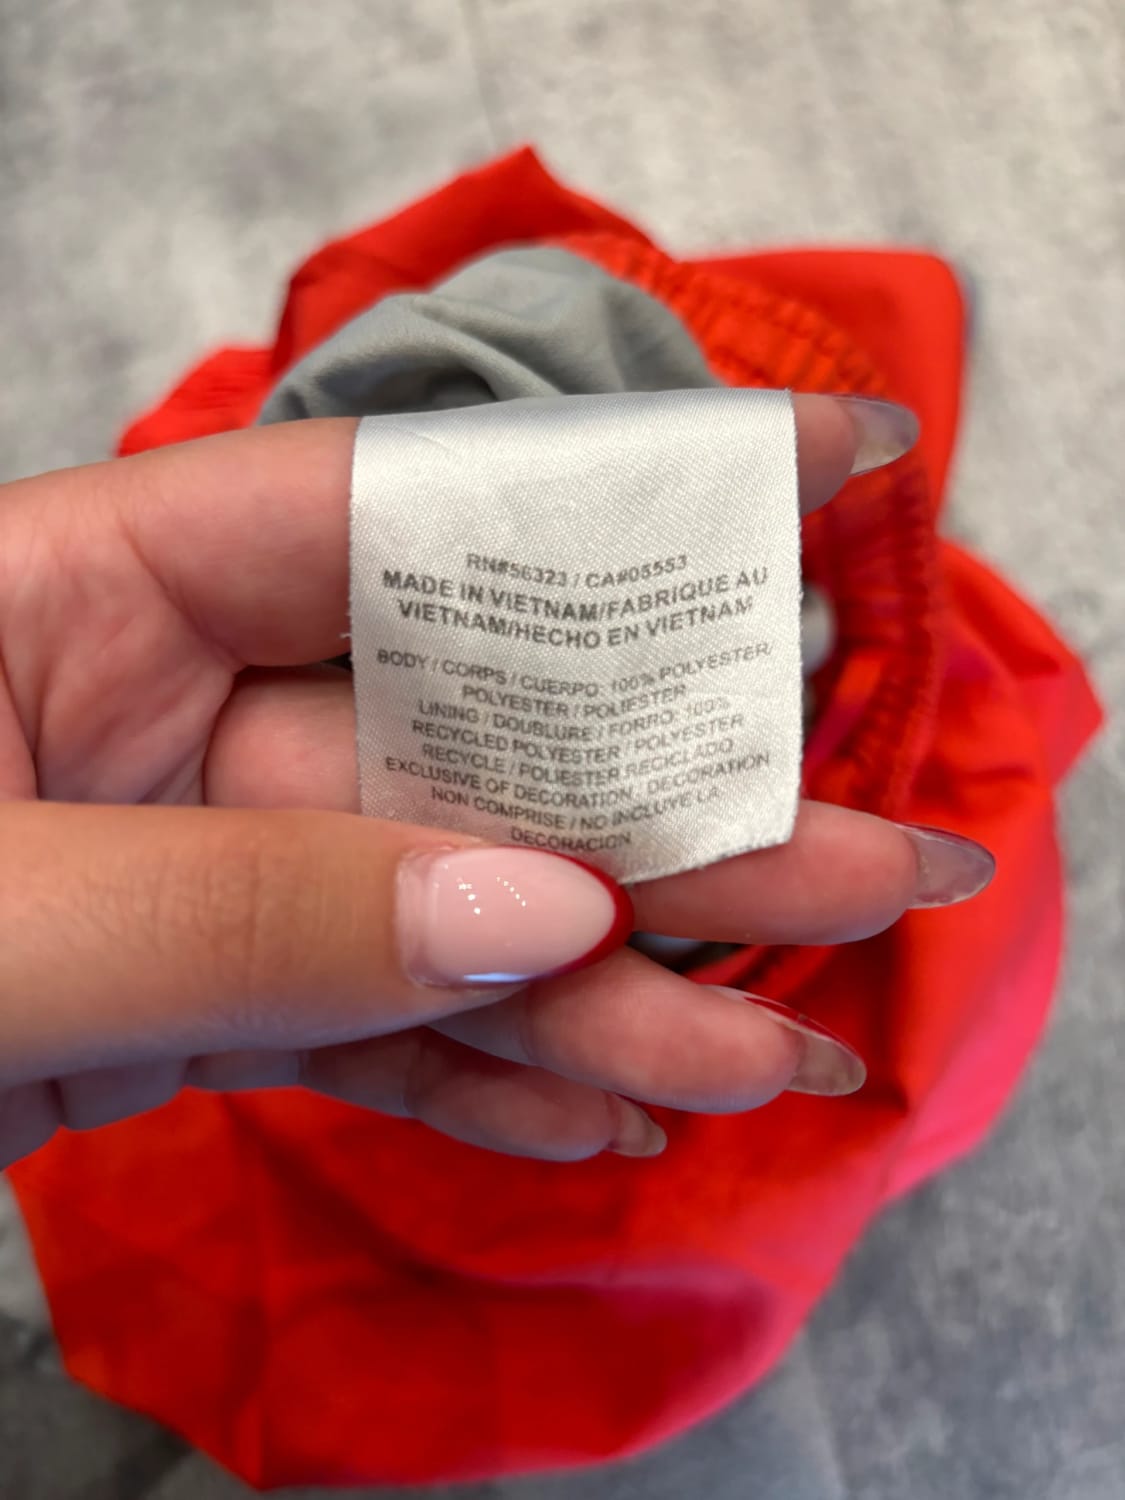 RN#56323 / CA#05553
MADE IN VIETNAM/FABRIQUE AU
VIETNAM/HECHO EN VIETNAM
BODY / CORPS / CUERPO: 100% POLYESTER/
POLYESTER / POLIESTER
LINING / DOUBLURE / FORRO: 100%
RECYCLED POLYESTER / POLYESTER
RECYCLE / POLIESTER RECICLADO
EXCLUSIVE OF DECORATION, DECORATION
NON COMPRISE / NO INCLUYE LA
DECORACION